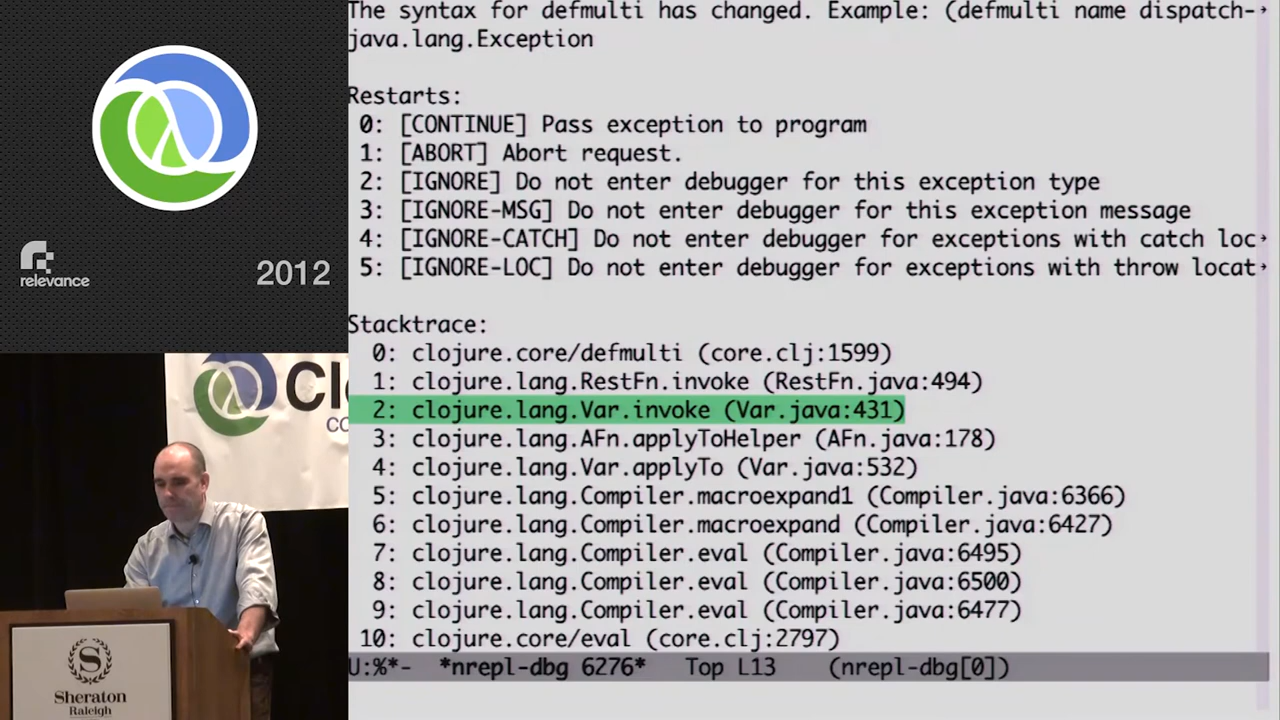 relevance
2012
Clo
CO
S
Sheraton
Raleigh
The syntax for defmulti has changed. Example: (defmulti name dispatch-
java.lang.Exception
Restarts:
0: [CONTINUE] Pass exception to program
1: [ABORT] Abort request.
2: [IGNORE] Do not enter debugger for this exception type
3: [IGNORE-MSG] Do not enter debugger for this exception message
4: [IGNORE-CATCH] Do not enter debugger for exceptions with catch loc
5: [IGNORE-LOC] Do not enter debugger for exceptions with throw locat
Stacktrace:
0: clojure.core/defmulti (core.clj:1599)
1: clojure.lang.RestFn.invoke (RestFn.java:494)
2: clojure.lang.Var.invoke (Var.java:431)
3: clojure.lang.AFn.applyToHelper (AFn.java:178)
4: clojure.lang.Var.applyTo (Var.java:532)
5: clojure.lang.Compiler.macroexpand1 (Compiler.java:6366)
6: clojure.lang.Compiler.macroexpand (Compiler.java:6427)
7: clojure.lang.Compiler.eval (Compiler.java:6495)
8: clojure.lang.Compiler.eval (Compiler.java:6500)
9: clojure.lang.Compiler.eval (Compiler.java:6477)
10: clojure.core/eval (core.clj:2797)
U:%*- *nrepl-dbg 6276* Top L13 (nrepl-dbg[0])